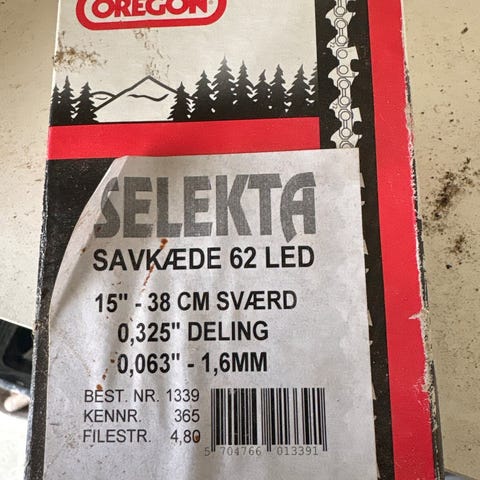 OREGON®
SELEKTA
SAVKÆDE 62 LED
15" - 38 CM SVÆRD
0,325" DELING
0,063" - 1,6MM
BEST. NR. 1339
KENNR. 365
FILESTR. 4,80
5 704766 013391